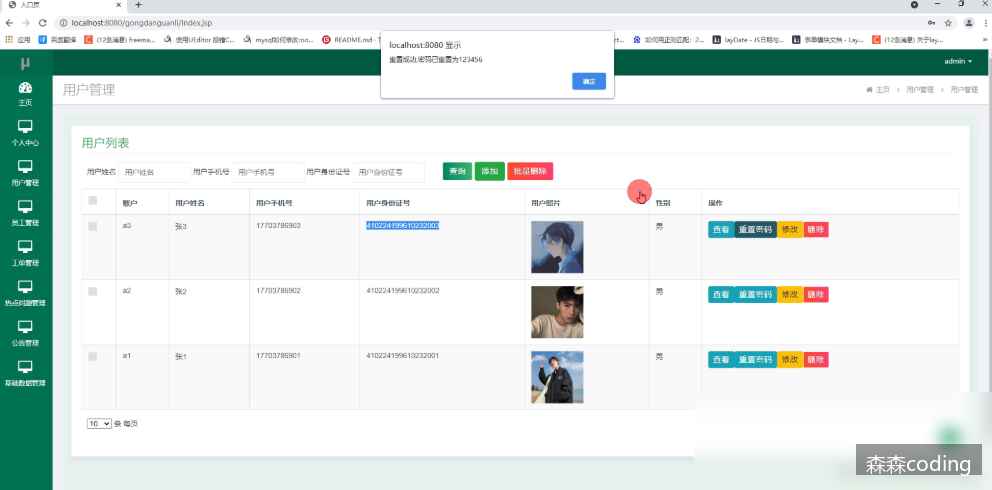 入口页
localhost:8080/gongdanguanli/index.jsp
应用
百度翻译
(12条消息) freema...
使用UEditor 报错C...
mysql如何修改roo...
README.md - T
如何用正则匹配：2...
layDate - JS日期与...
表单模块文档 - Lay...
(12条消息) 关于lay...
localhost:8080 显示
重置成功,密码已重置为123456
确定
μ
admin
主页
个人中心
用户管理
员工管理
工单管理
热点问题管理
公告管理
基础数据管理
用户管理
主页 > 用户管理 > 用户管理
用户列表
用户姓名 用户姓名 用户手机号 用户手机号 用户身份证号 用户身份证号 查询 添加 批量删除
账户 用户姓名 用户手机号 用户身份证号 用户照片 性别 操作
a3 张3 17703786903 410224199610232003 男 查看 重置密码 修改 删除
a2 张2 17703786902 410224199610232002 男 查看 重置密码 修改 删除
a1 张1 17703786901 410224199610232001 男 查看 重置密码 修改 删除
10 条 每页
森森coding